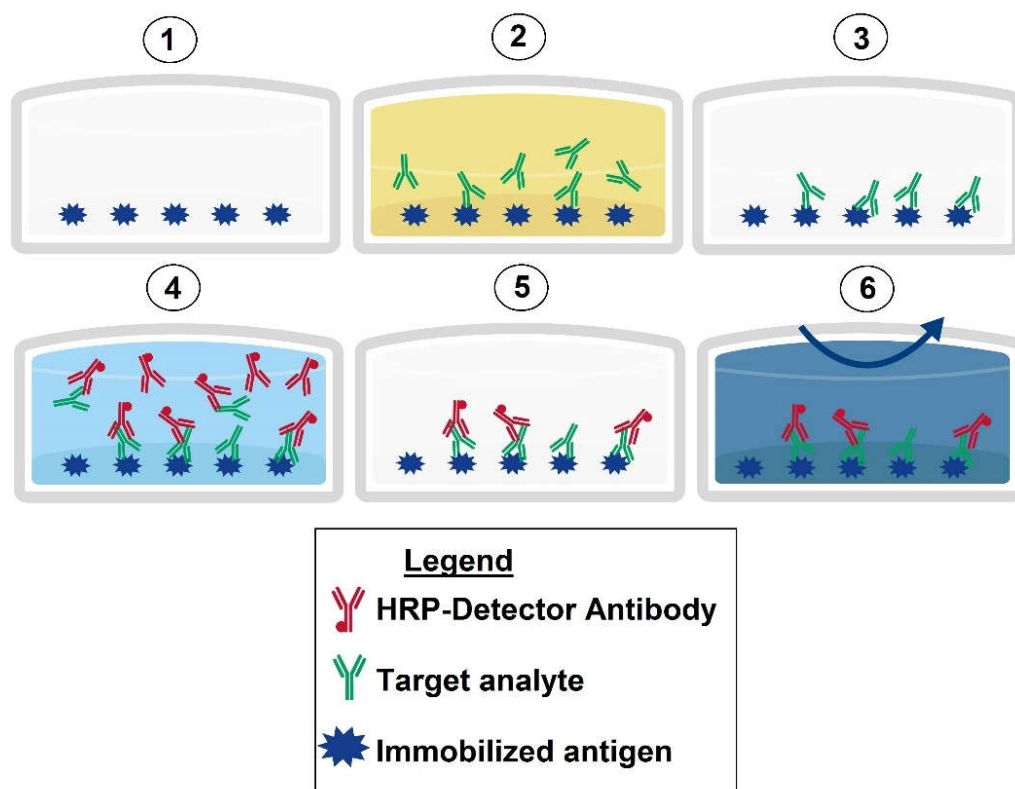 1
2
3
4
5
6
Legend
HRP-Detector Antibody
Target analyte
Immobilized antigen